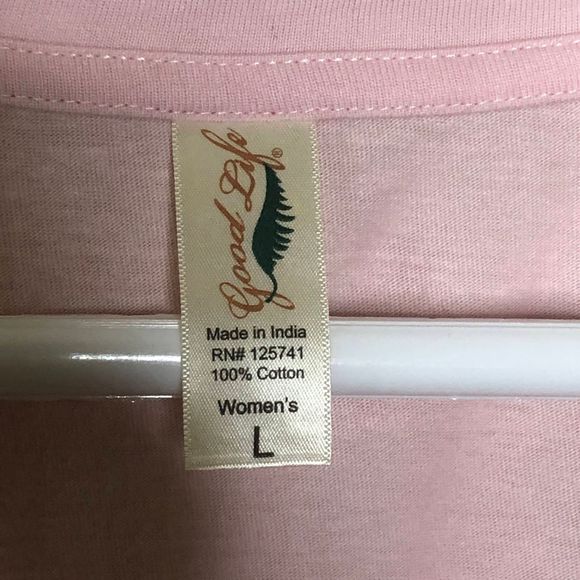 Good Life®
Made in India
RN# 125741
100% Cotton
Women's
L